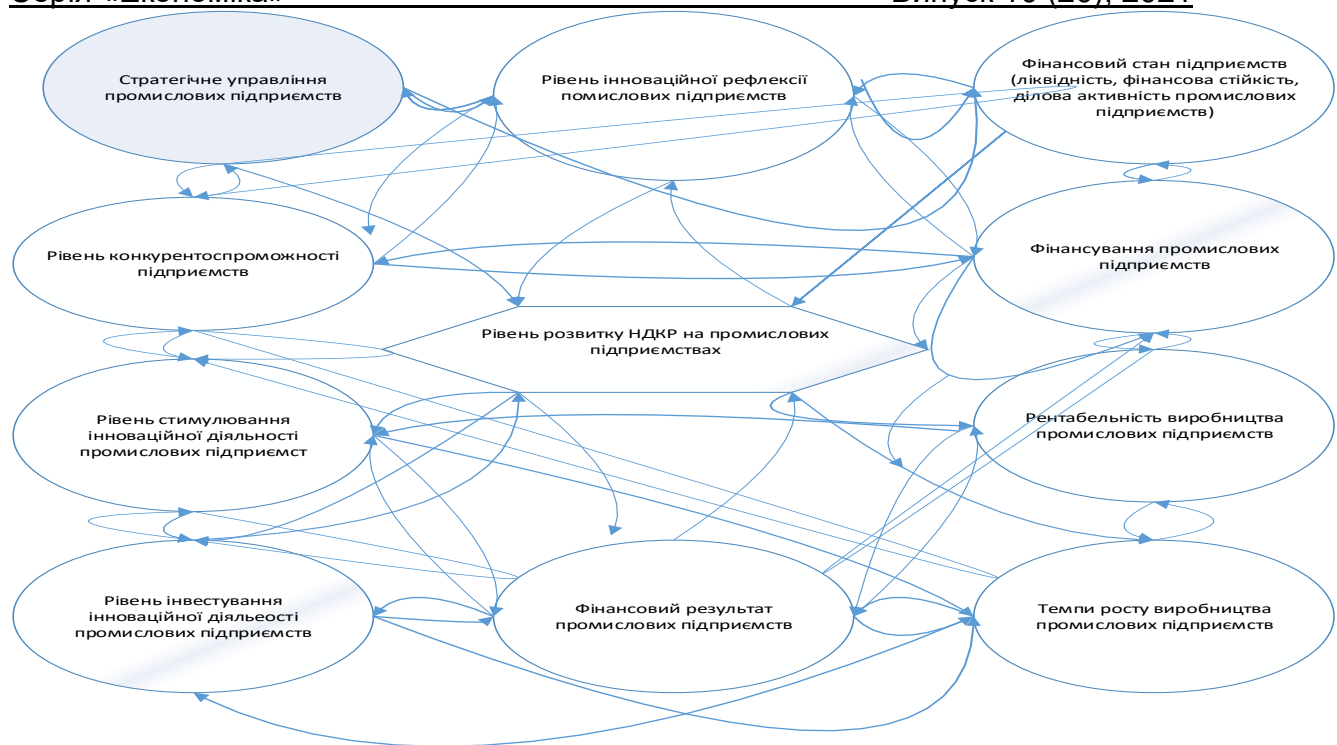 Серія «Економіка»
Випуск 16 (26), 2021
Стратегічне управління
промислових підприємств
Рівень інноваційної рефлексії
помислових підприємств
Фінансовий стан підприємств
(ліквідність, фінансова стійкість,
ділова активність промислових
підприємств)
Рівень конкурентоспроможності
підприємств
Фінансування промислових
підприємств
Рівень розвитку НДКР на промислових
підприємствах
Рівень стимулювання
інноваційної діяльності
промислових підприємст
Рентабельність виробництва
промислових підприємств
Рівень інвестування
інноваційної діяльеості
промислових підприємств
Фінансовий результат
промислових підприємств
Темпи росту виробництва
промислових підприємств